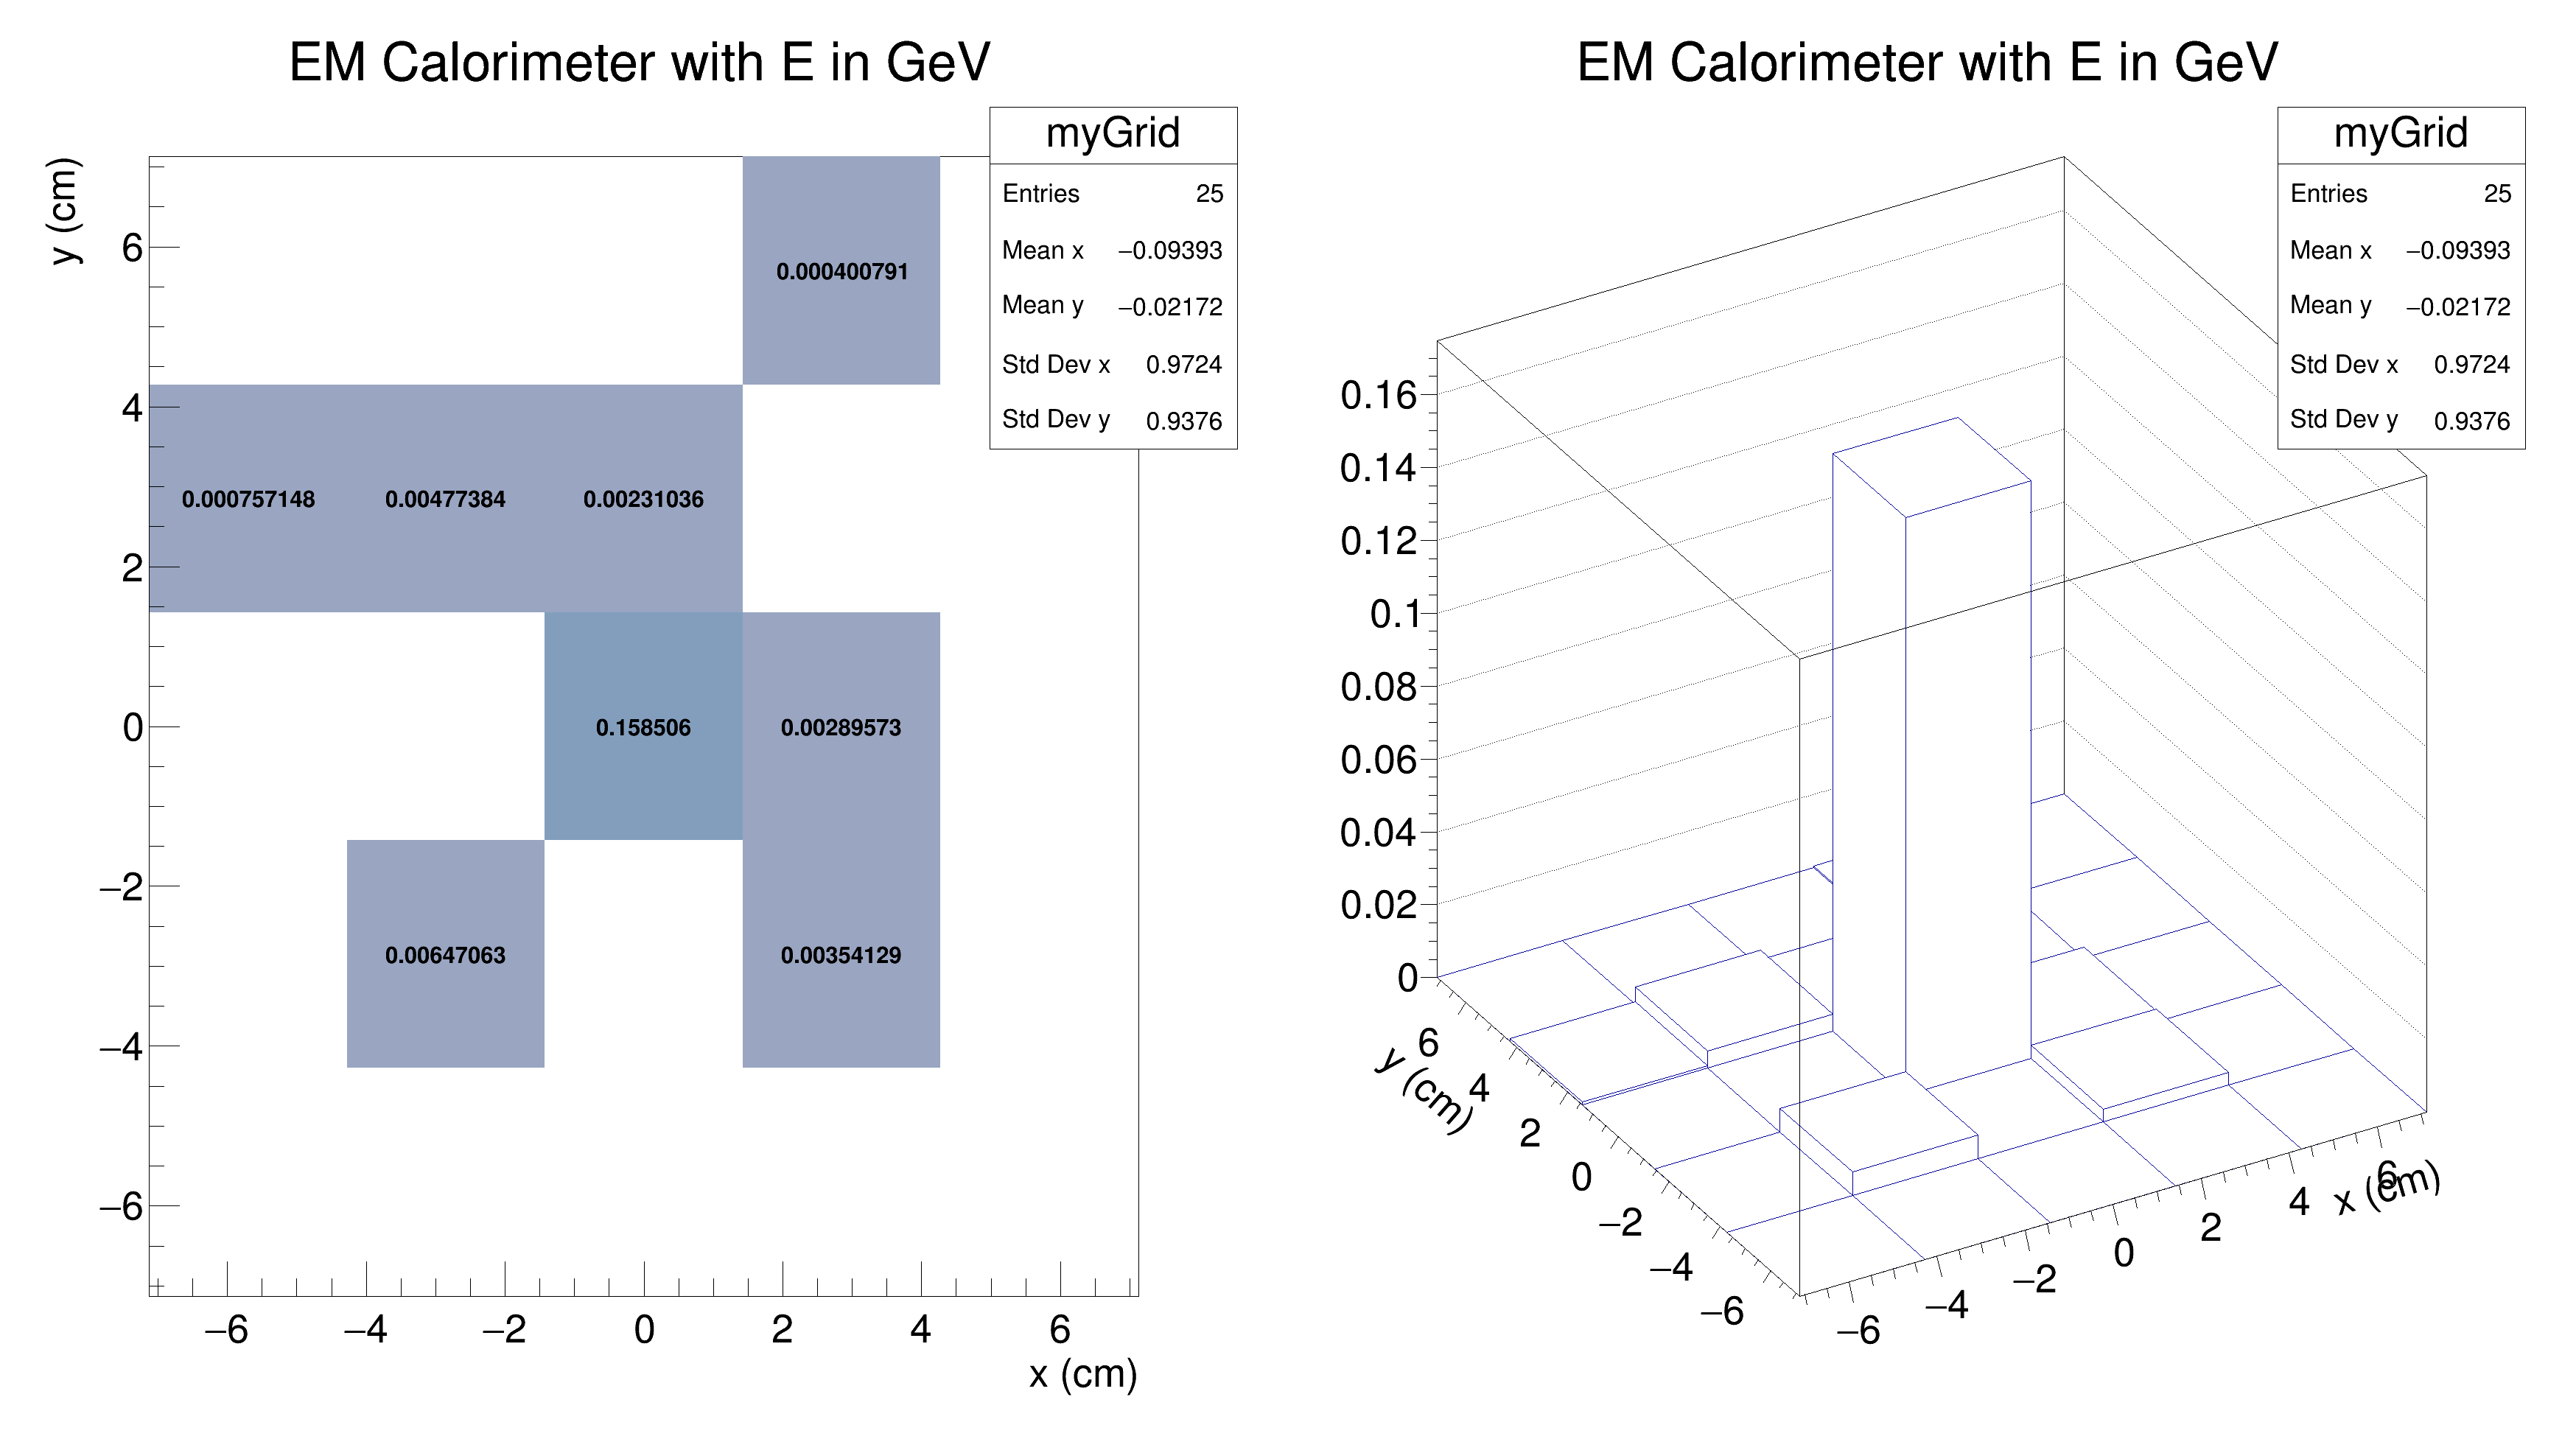 EM Calorimeter with E in GeV
myGrid
Entries 25
Mean x −0.09393
Mean y −0.02172
Std Dev x 0.9724
Std Dev y 0.9376
y (cm)
6
4
2
0
−2
−4
−6
0.000400791
0.000757148 0.00477384 0.00231036
0.158506 0.00289573
0.00647063 0.00354129
−6 −4 −2 0 2 4 6
x (cm)
EM Calorimeter with E in GeV
myGrid
Entries 25
Mean x −0.09393
Mean y −0.02172
Std Dev x 0.9724
Std Dev y 0.9376
0.16
0.14
0.12
0.1
0.08
0.06
0.04
0.02
0
y (cm)
6
4
2
0
−2
−4
−6
−6 −4 −2 0 2 4 6
x (cm)